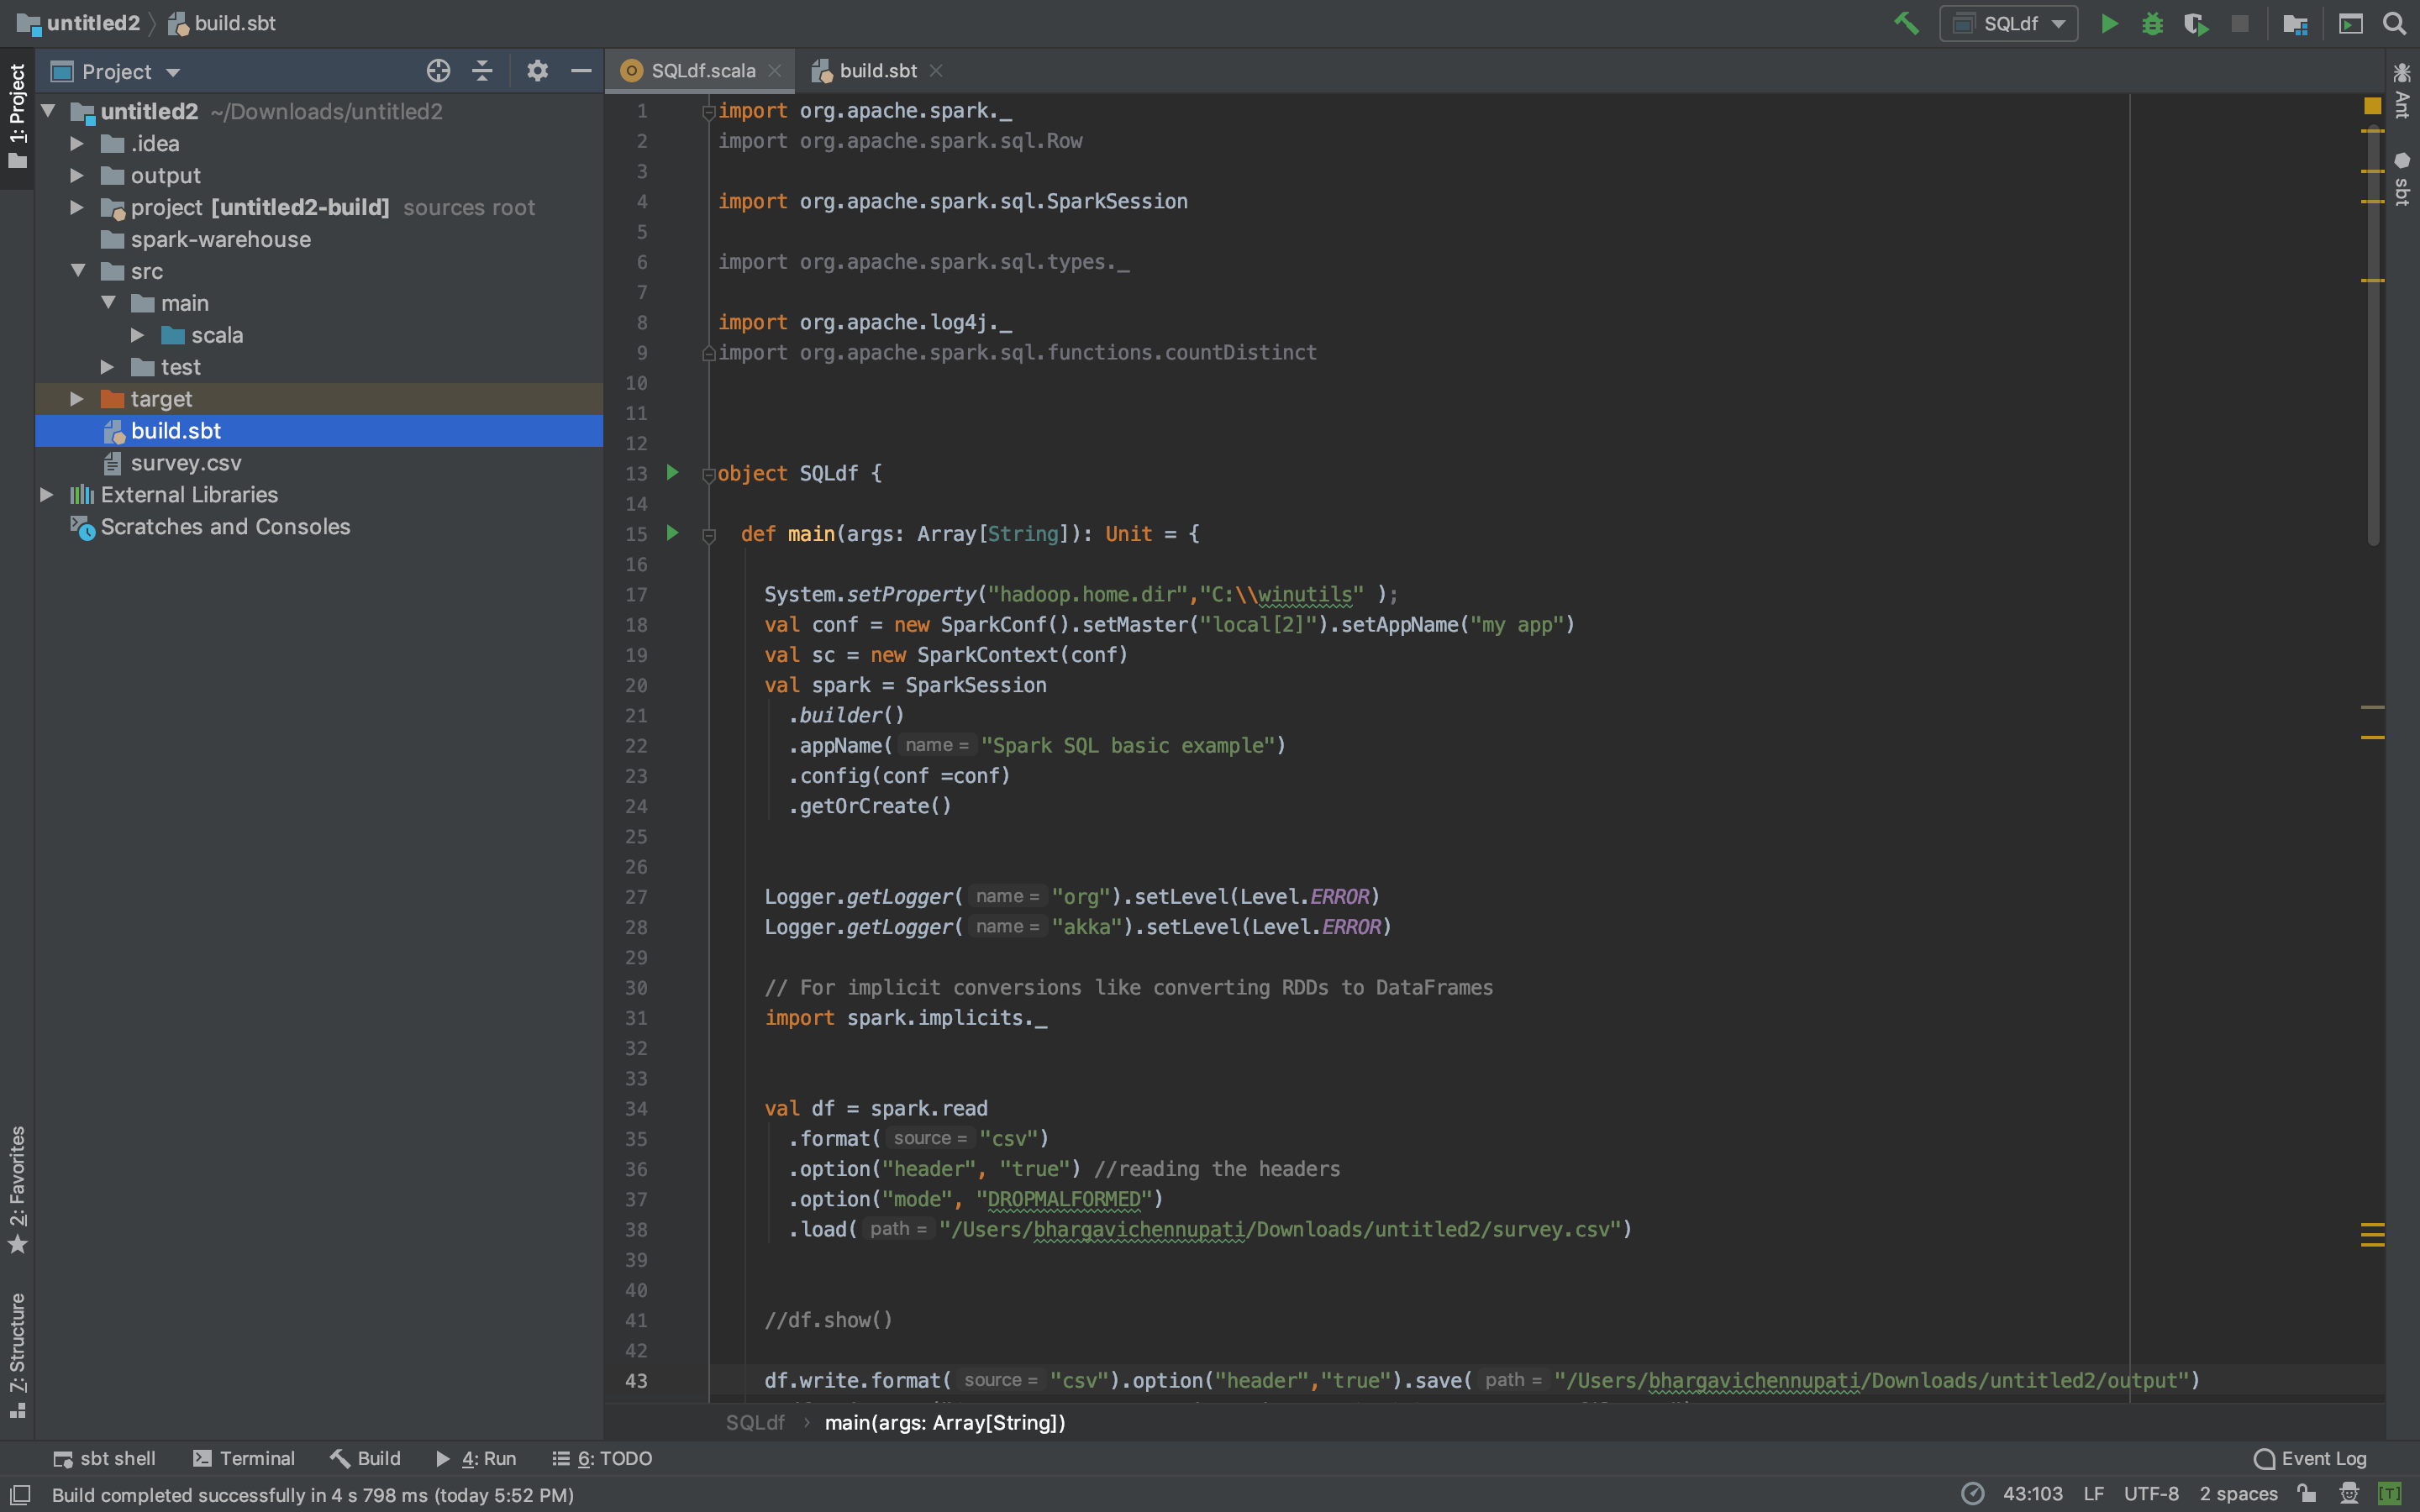 untitled2 build.sbt SQLdf
1: Project
Project
untitled2 ~/Downloads/untitled2
.idea
output
project [untitled2-build] sources root
spark-warehouse
src
main
scala
test
target
build.sbt
survey.csv
External Libraries
Scratches and Consoles
2: Favorites
7: Structure
SQLdf.scala build.sbt
1 import org.apache.spark._
2 import org.apache.spark.sql.Row
3
4 import org.apache.spark.sql.SparkSession
5
6 import org.apache.spark.sql.types._
7
8 import org.apache.log4j._
9 import org.apache.spark.sql.functions.countDistinct
10
11
12
13 object SQLdf {
14
15 def main(args: Array[String]): Unit = {
16
17 System.setProperty("hadoop.home.dir","C:\\winutils" );
18 val conf = new SparkConf().setMaster("local[2]").setAppName("my app")
19 val sc = new SparkContext(conf)
20 val spark = SparkSession
21 .builder()
22 .appName( name = "Spark SQL basic example")
23 .config(conf =conf)
24 .getOrCreate()
25
26
27 Logger.getLogger( name = "org").setLevel(Level.ERROR)
28 Logger.getLogger( name = "akka").setLevel(Level.ERROR)
29
30 // For implicit conversions like converting RDDs to DataFrames
31 import spark.implicits._
32
33
34 val df = spark.read
35 .format( source = "csv")
36 .option("header", "true") //reading the headers
37 .option("mode", "DROPMALFORMED")
38 .load( path = "/Users/bhargavichennupati/Downloads/untitled2/survey.csv")
39
40
41 //df.show()
42
43 df.write.format( source = "csv").option("header","true").save( path = "/Users/bhargavichennupati/Downloads/untitled2/output")
SQLdf › main(args: Array[String])
Ant
sbt
sbt shell Terminal Build 4: Run 6: TODO Event Log
Build completed successfully in 4 s 798 ms (today 5:52 PM) 43:103 LF UTF-8 2 spaces [T]